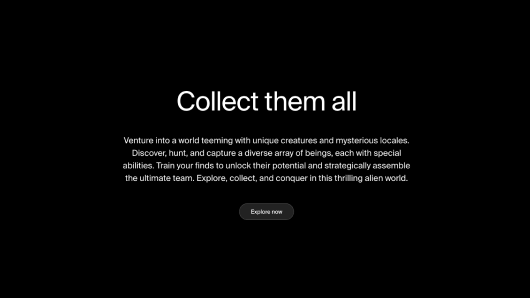 Collect them all
Venture into a world teeming with unique creatures and mysterious locales.
Discover, hunt, and capture a diverse array of beings, each with special
abilities. Train your finds to unlock their potential and strategically assemble
the ultimate team. Explore, collect, and conquer in this thrilling alien world.
Explore now